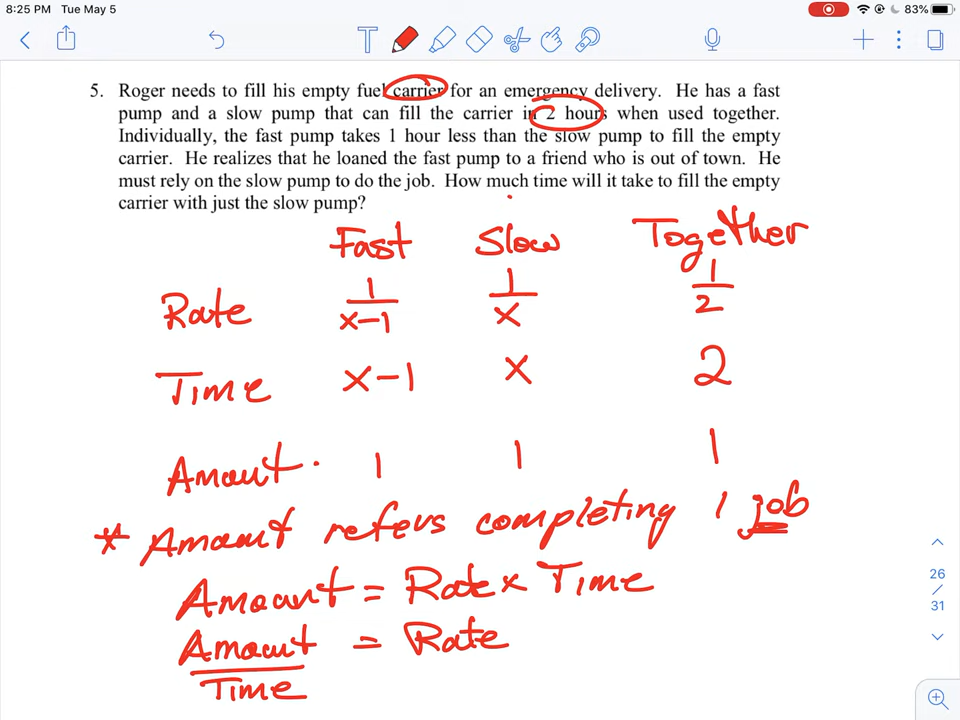 8:25 PM Tue May 5 83%
T
5. Roger needs to fill his empty fuel carrier for an emergency delivery. He has a fast
pump and a slow pump that can fill the carrier in 2 hours when used together.
Individually, the fast pump takes 1 hour less than the slow pump to fill the empty
carrier. He realizes that he loaned the fast pump to a friend who is out of town. He
must rely on the slow pump to do the job. How much time will it take to fill the empty
carrier with just the slow pump?
Fast Slow Together
Rate 1/x-1 1/x 1/2
Time x-1 x 2
Amount 1 1 1
* Amount refers completing 1 job
Amount = Rate x Time
Amount/Time = Rate
26
/
31